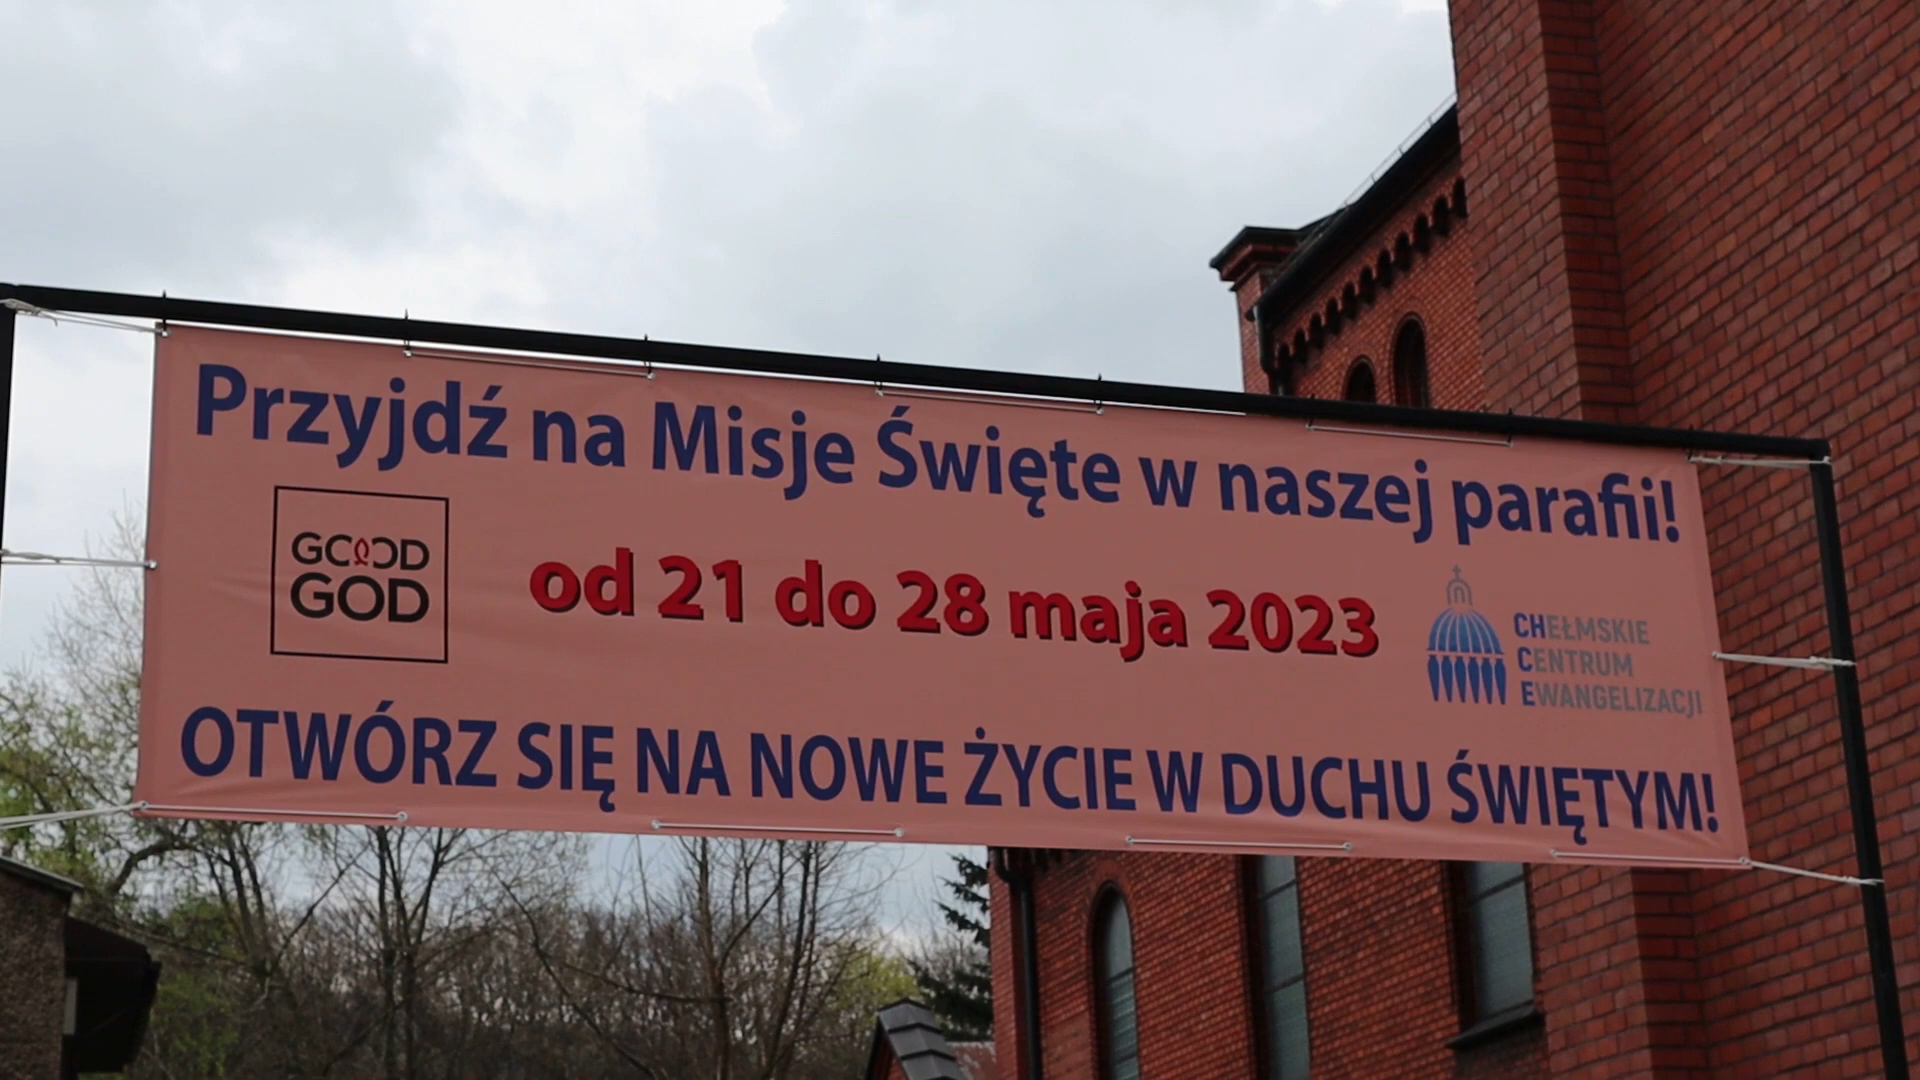 Przyjdź na Misje Święte w naszej parafii!
GOOD
GOD
od 21 do 28 maja 2023
CHEŁMSKIE
CENTRUM
EWANGELIZACJI
OTWÓRZ SIĘ NA NOWE ŻYCIE W DUCHU ŚWIĘTYM!